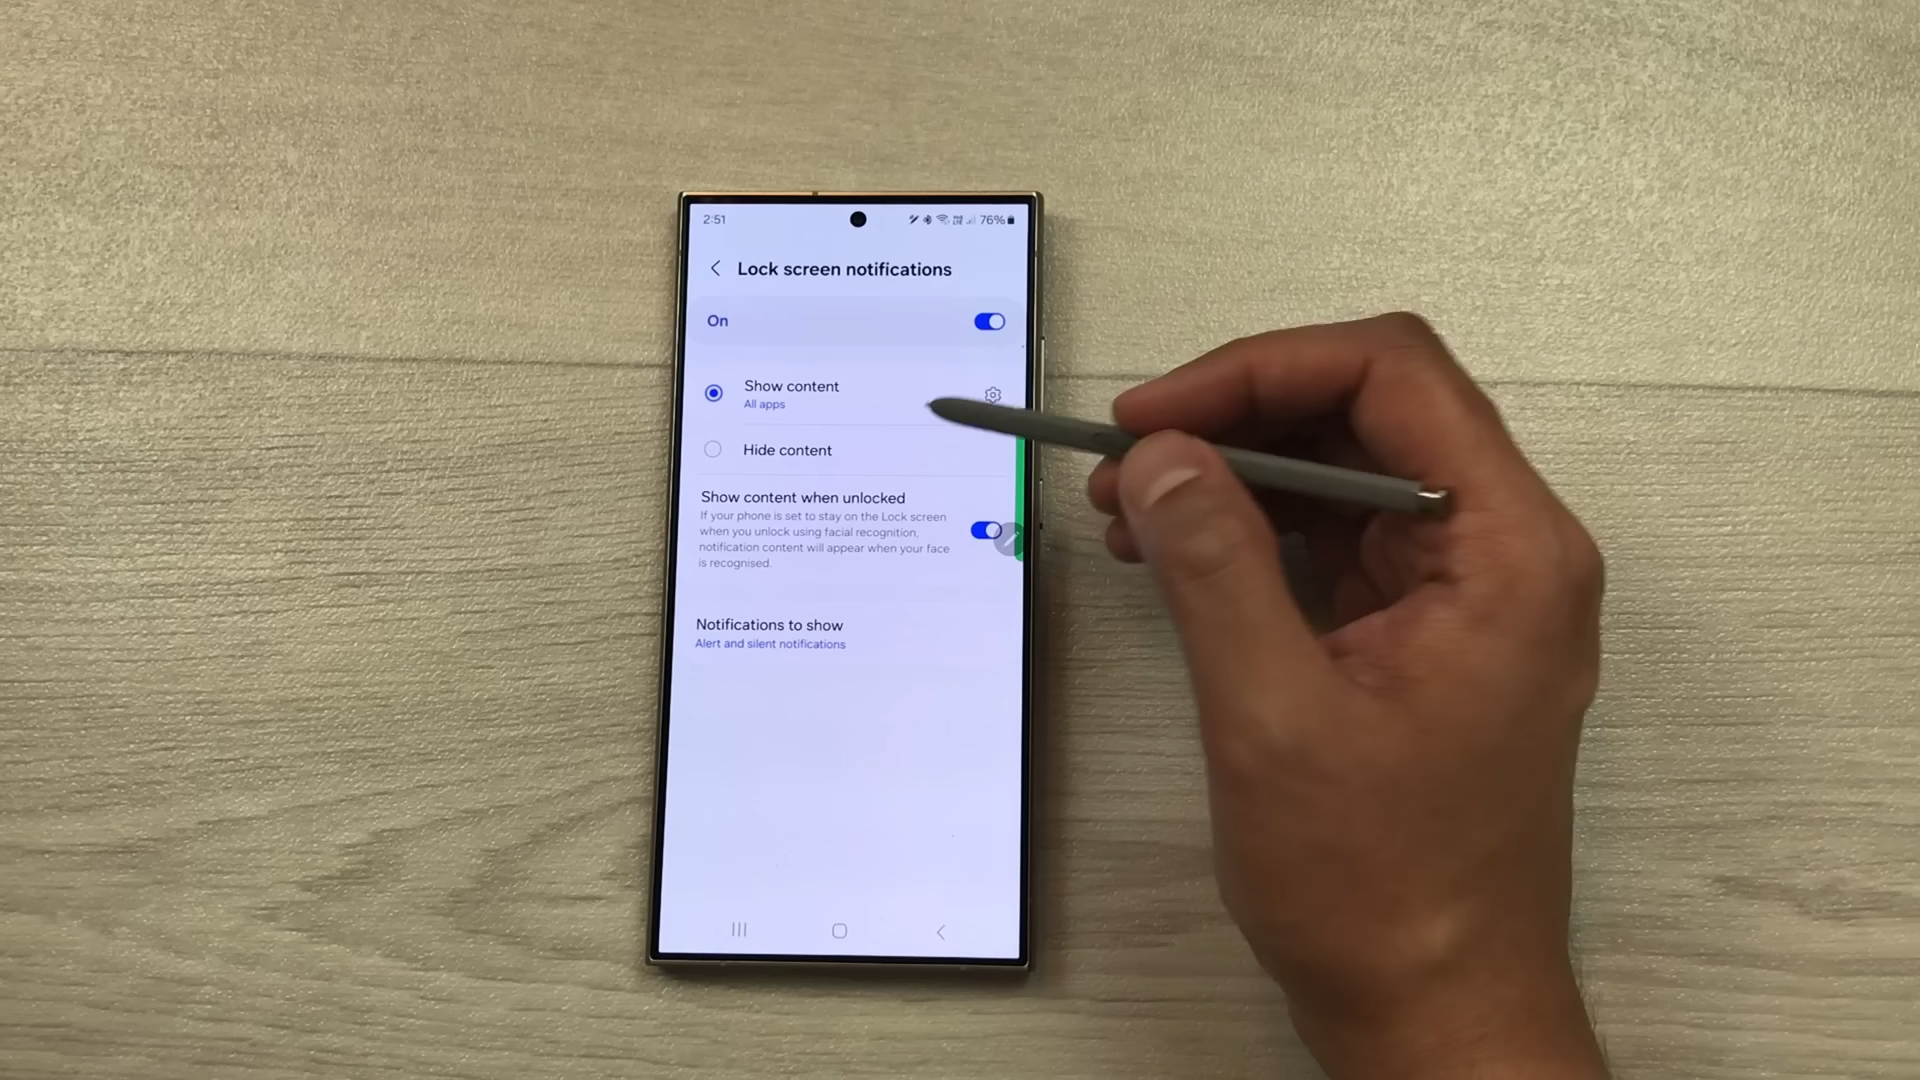 2:51
76%
Lock screen notifications
On
Show content
All apps
Hide content
Show content when unlocked
If your phone is set to stay on the Lock screen
when you unlock using facial recognition,
notification content will appear when your face
is recognised.
Notifications to show
Alert and silent notifications